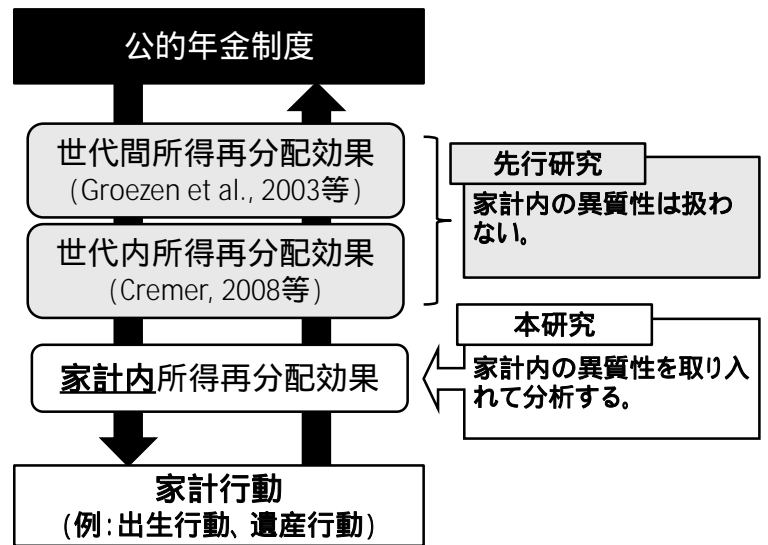 公的年金制度
世代間所得再分配効果
(Groezen et al., 2003等)
世代内所得再分配効果
(Cremer, 2008等)
家計内所得再分配効果
家計行動
(例：出生行動、遺産行動)
先行研究
家計内の異質性は扱わ
ない。
本研究
家計内の異質性を取り入
れて分析する。